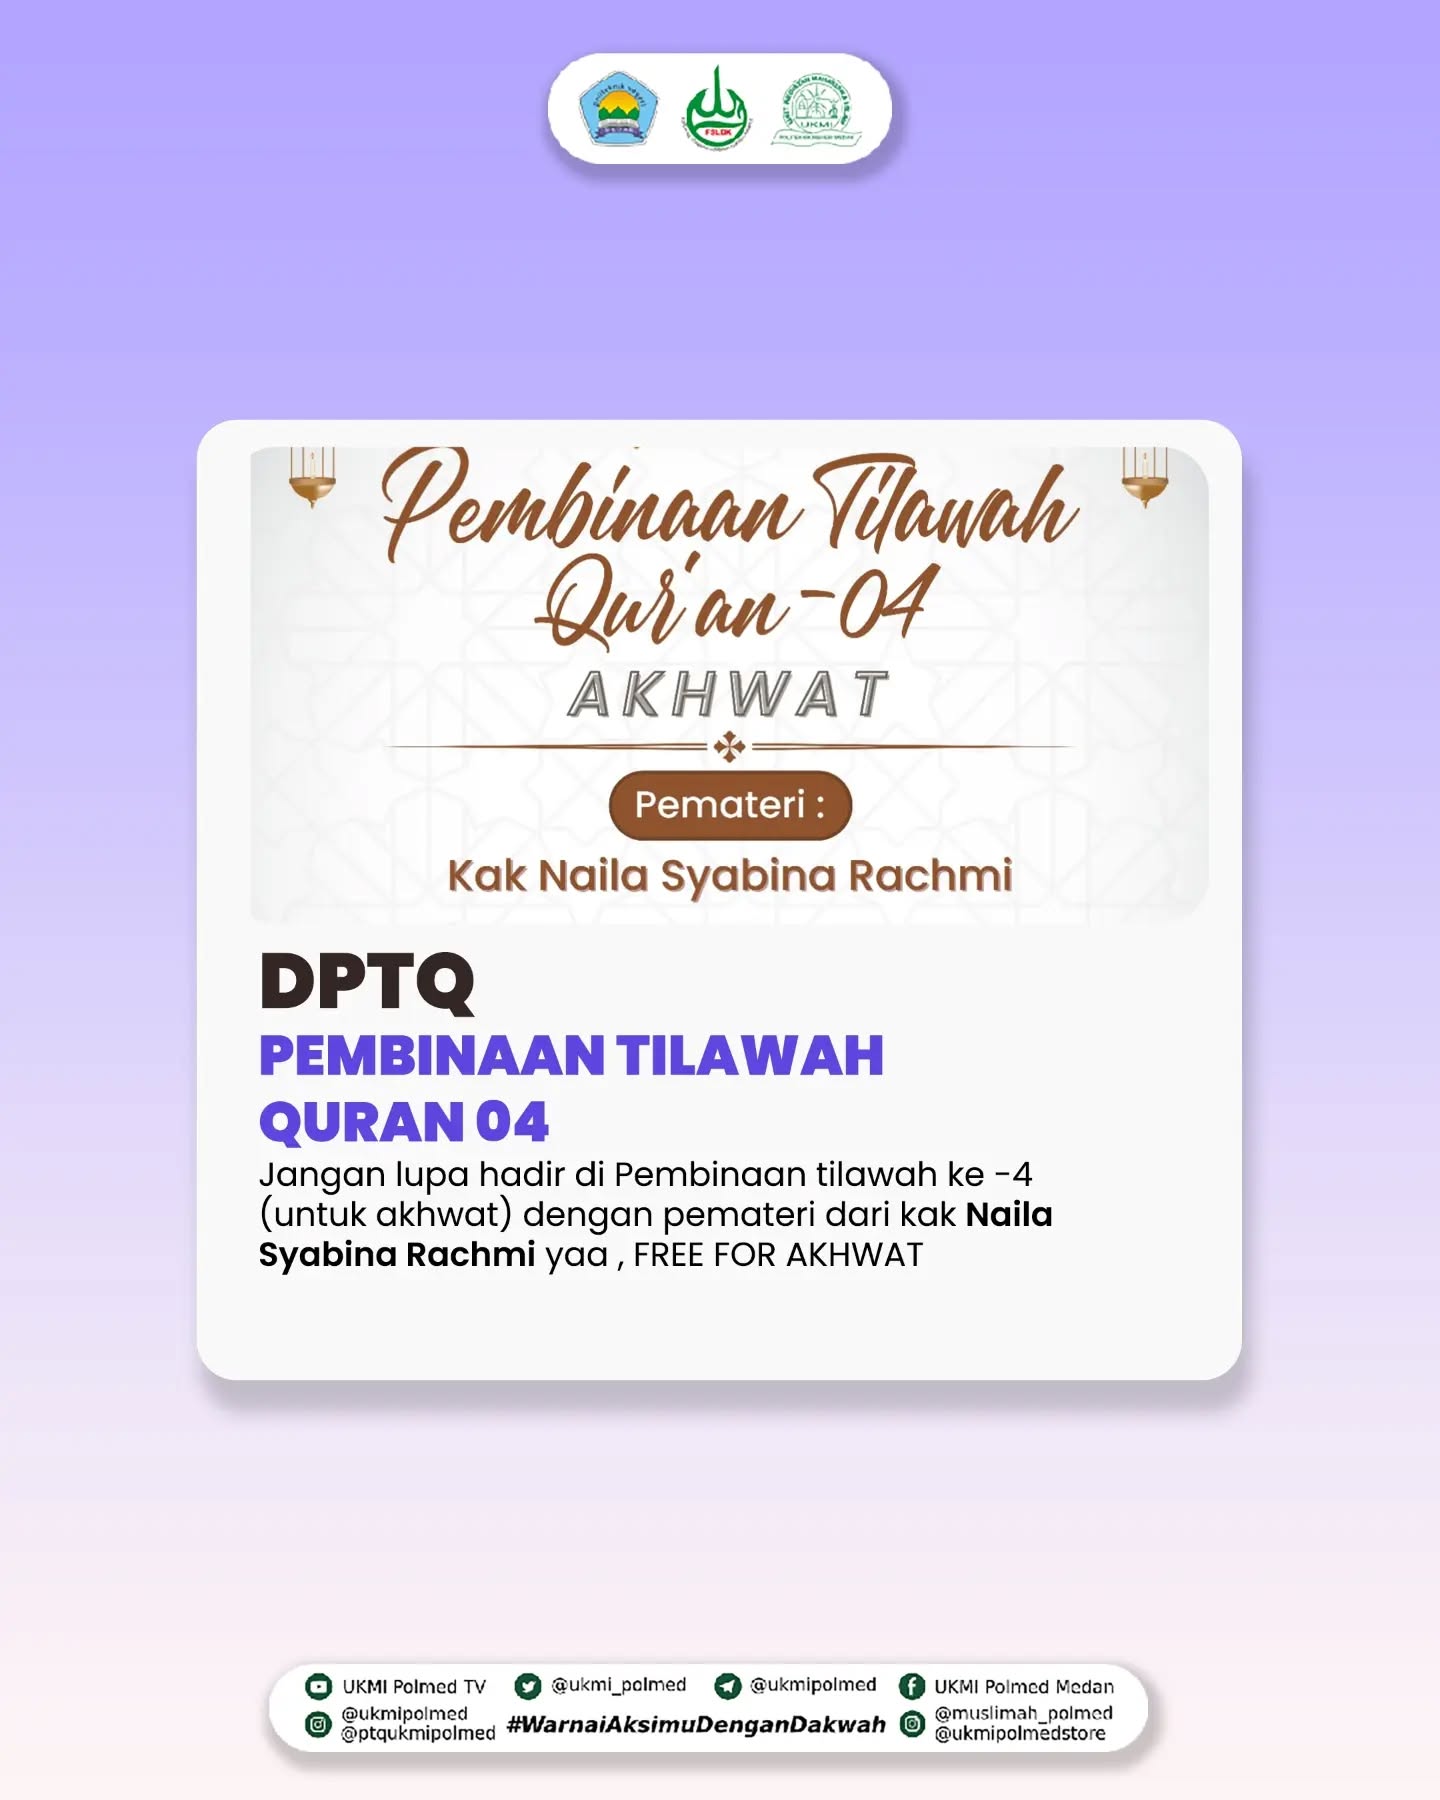 FSLDK
UKMI
Pembinaan Tilawah
Qur'an -04
AKHWAT
Pemateri :
Kak Naila Syabina Rachmi
DPTQ
PEMBINAAN TILAWAH
QURAN 04
Jangan lupa hadir di Pembinaan tilawah ke -4
(untuk akhwat) dengan pemateri dari kak Naila
Syabina Rachmi yaa , FREE FOR AKHWAT
UKMI Polmed TV @ukmi_polmed @ukmipolmed UKMI Polmed Medan
@ukmipolmed
@ptqukmipolmed
#WarnaiAksimuDenganDakwah
@muslimah_polmed
@ukmipolmedstore